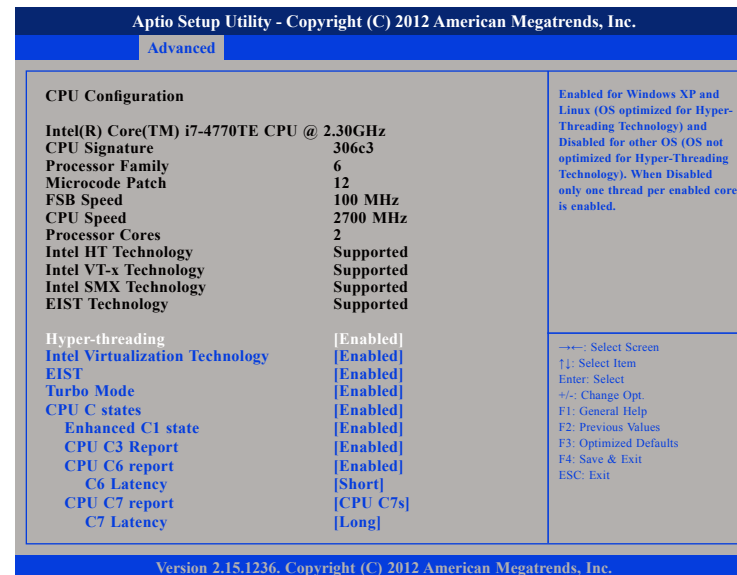 Aptio Setup Utility - Copyright (C) 2012 American Megatrends, Inc.
Advanced
CPU Configuration
Intel(R) Core(TM) i7-4770TE CPU @ 2.30GHz
CPU Signature 306c3
Processor Family 6
Microcode Patch 12
FSB Speed 100 MHz
CPU Speed 2700 MHz
Processor Cores 2
Intel HT Technology Supported
Intel VT-x Technology Supported
Intel SMX Technology Supported
EIST Technology Supported
Hyper-threading [Enabled]
Intel Virtualization Technology [Enabled]
EIST [Enabled]
Turbo Mode [Enabled]
CPU C states [Enabled]
Enhanced C1 state [Enabled]
CPU C3 Report [Enabled]
CPU C6 report [Enabled]
C6 Latency [Short]
CPU C7 report [CPU C7s]
C7 Latency [Long]
Enabled for Windows XP and
Linux (OS optimized for Hyper-
Threading Technology) and
Disabled for other OS (OS not
optimized for Hyper-Threading
Technology). When Disabled
only one thread per enabled core
is enabled.
→←: Select Screen
↑↓: Select Item
Enter: Select
+/-: Change Opt.
F1: General Help
F2: Previous Values
F3: Optimized Defaults
F4: Save & Exit
ESC: Exit
Version 2.15.1236. Copyright (C) 2012 American Megatrends, Inc.